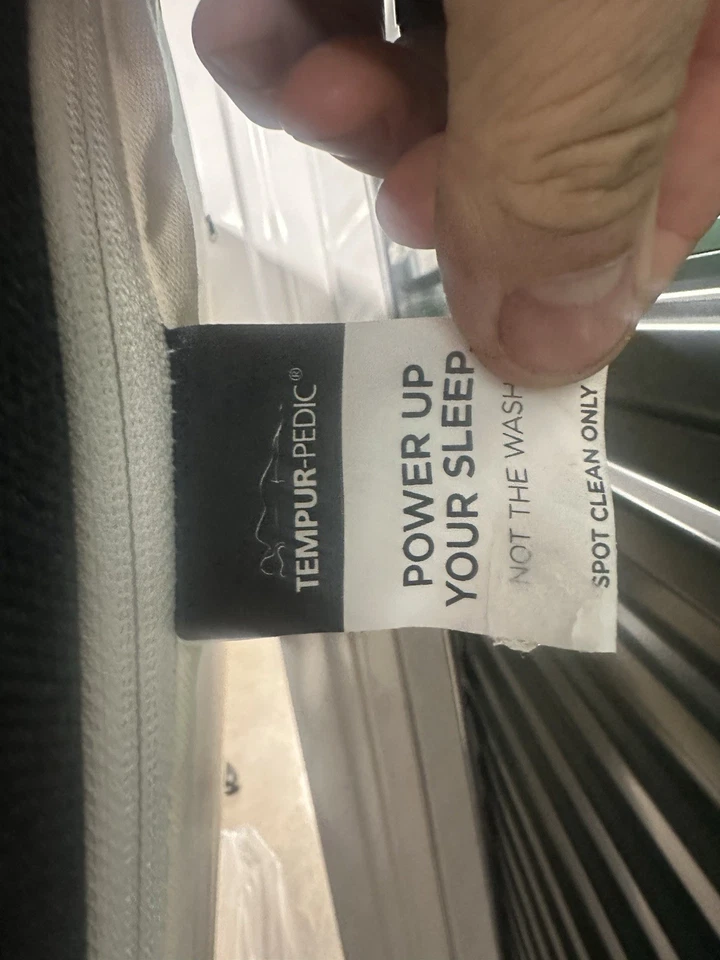 TEMPUR-PEDIC®
POWER UP
YOUR SLEEP
NOT THE WASH
SPOT CLEAN ONLY